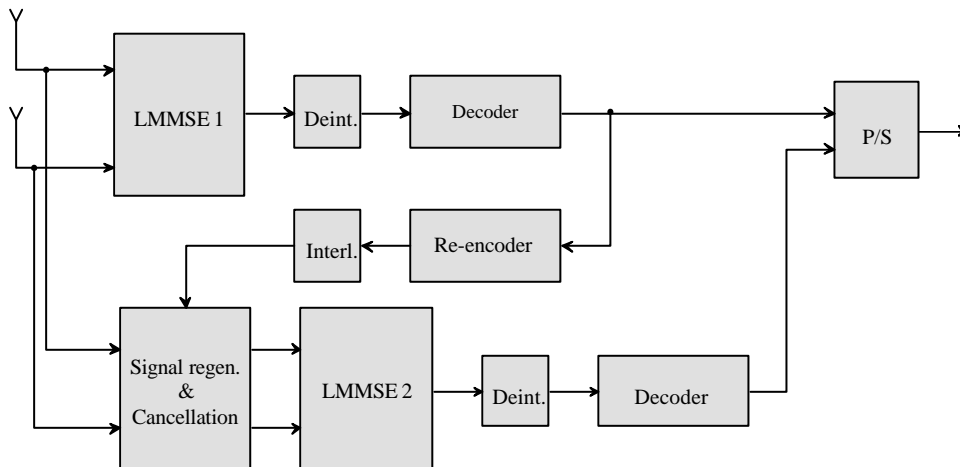 LMMSE 1
Deint.
Decoder
P/S
Interl.
Re-encoder
Signal regen.
&
Cancellation
LMMSE 2
Deint.
Decoder